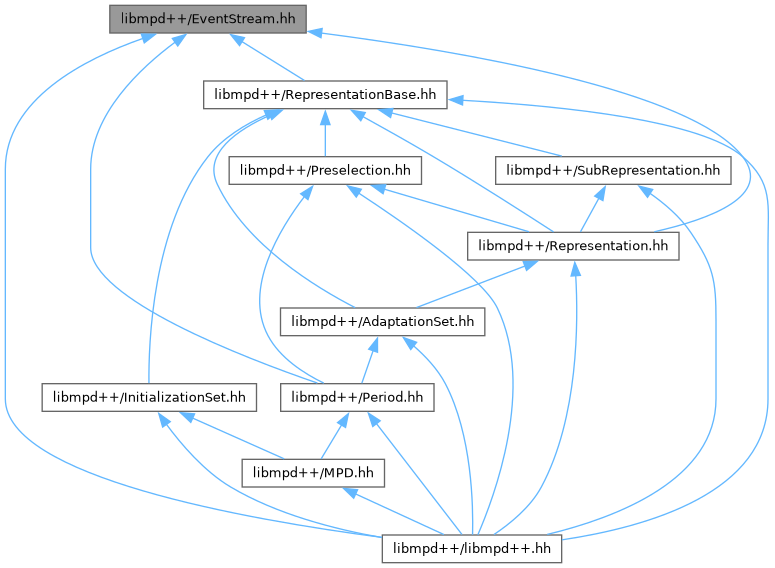 libmpd++/EventStream.hh
libmpd++/RepresentationBase.hh
libmpd++/Preselection.hh
libmpd++/SubRepresentation.hh
libmpd++/Representation.hh
libmpd++/AdaptationSet.hh
libmpd++/InitializationSet.hh
libmpd++/Period.hh
libmpd++/MPD.hh
libmpd++/libmpd++.hh